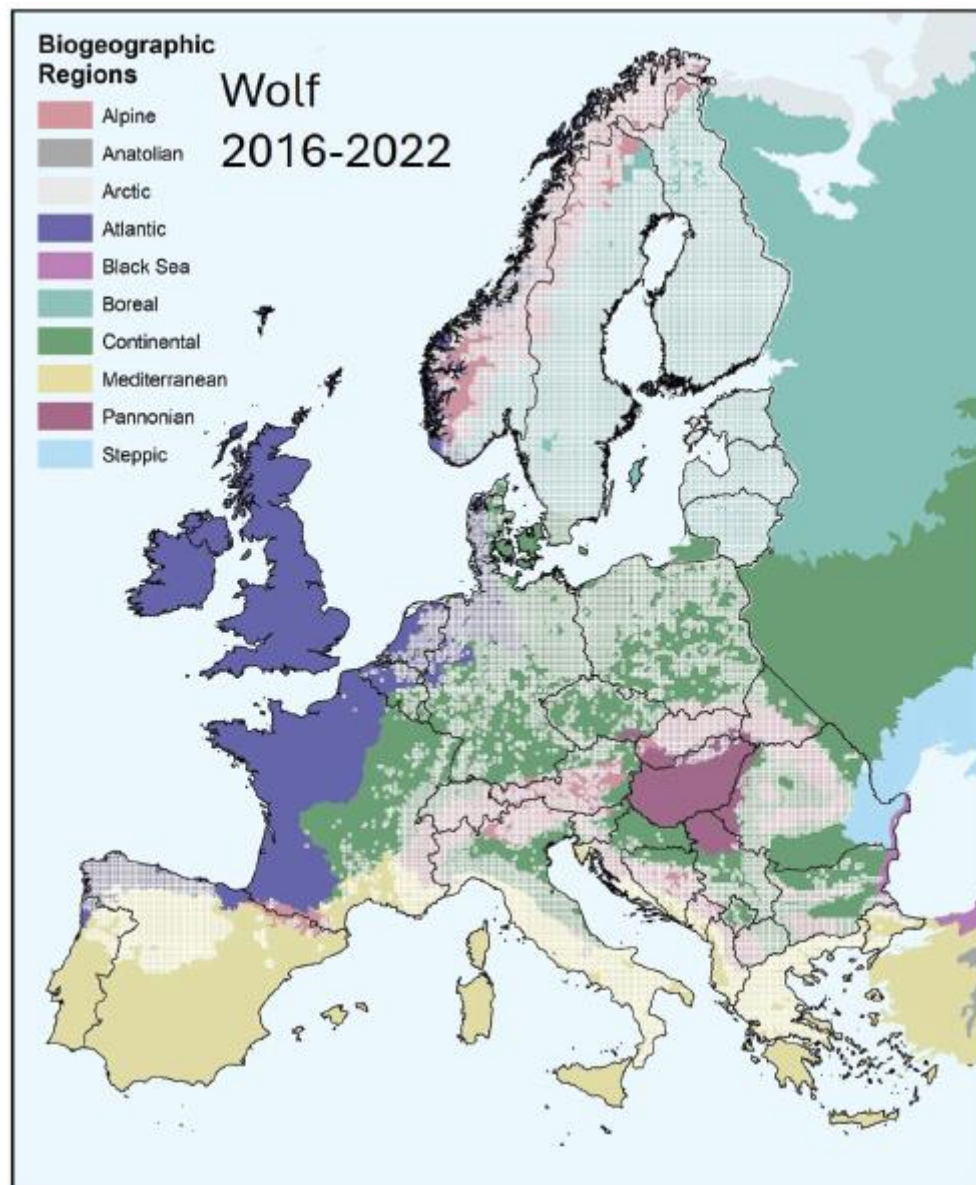 Biogeographic
Regions
Wolf
2016-2022
Alpine
Anatolian
Arctic
Atlantic
Black Sea
Boreal
Continental
Mediterranean
Pannonian
Steppic